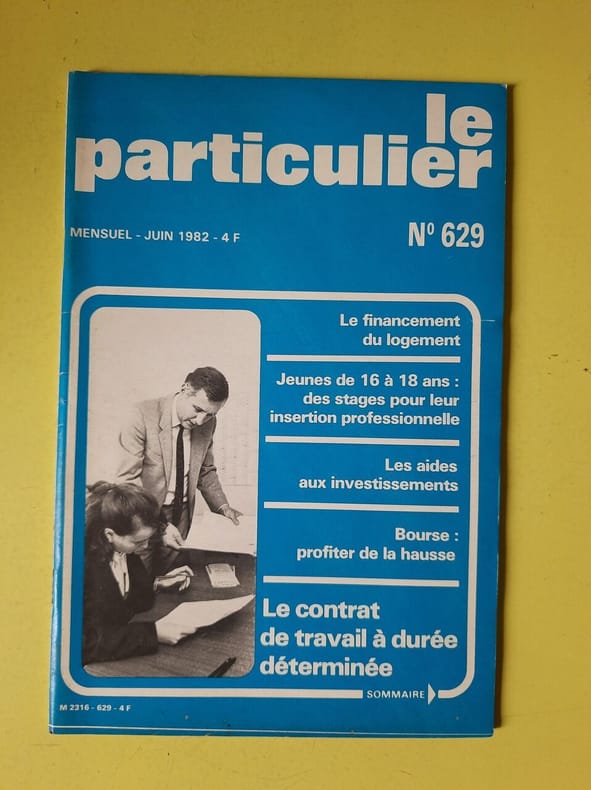 le
particulier
MENSUEL - JUIN 1982 - 4 F
Nº 629
Le financement
du logement
Jeunes de 16 à 18 ans :
des stages pour leur
insertion professionnelle
Les aides
aux investissements
Bourse :
profiter de la hausse
Le contrat
de travail à durée
déterminée
SOMMAIRE
M 2316 - 629 - 4 F